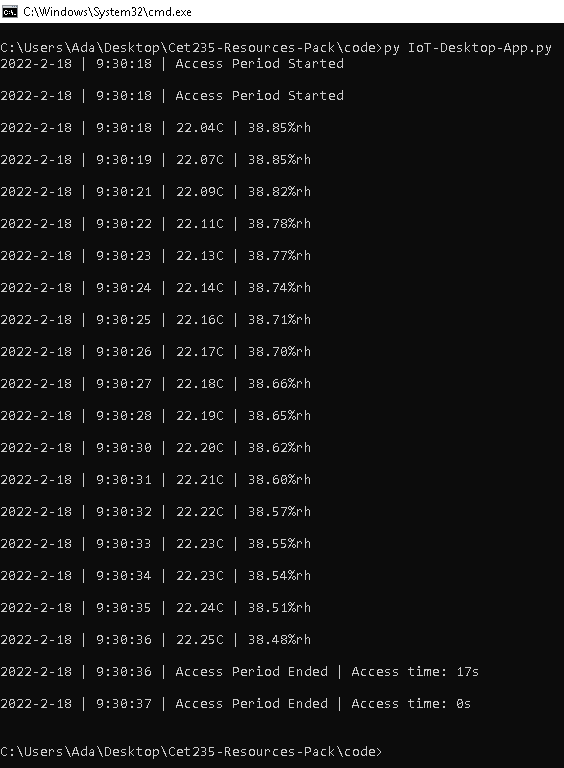 C:\Windows\System32\cmd.exe
C:\Users\Ada\Desktop\Cet235-Resources-Pack\code>py IoT-Desktop-App.py
2022-2-18 | 9:30:18 | Access Period Started
2022-2-18 | 9:30:18 | Access Period Started
2022-2-18 | 9:30:18 | 22.04C | 38.85%rh
2022-2-18 | 9:30:19 | 22.07C | 38.85%rh
2022-2-18 | 9:30:21 | 22.09C | 38.82%rh
2022-2-18 | 9:30:22 | 22.11C | 38.78%rh
2022-2-18 | 9:30:23 | 22.13C | 38.77%rh
2022-2-18 | 9:30:24 | 22.14C | 38.74%rh
2022-2-18 | 9:30:25 | 22.16C | 38.71%rh
2022-2-18 | 9:30:26 | 22.17C | 38.70%rh
2022-2-18 | 9:30:27 | 22.18C | 38.66%rh
2022-2-18 | 9:30:28 | 22.19C | 38.65%rh
2022-2-18 | 9:30:30 | 22.20C | 38.62%rh
2022-2-18 | 9:30:31 | 22.21C | 38.60%rh
2022-2-18 | 9:30:32 | 22.22C | 38.57%rh
2022-2-18 | 9:30:33 | 22.23C | 38.55%rh
2022-2-18 | 9:30:34 | 22.23C | 38.54%rh
2022-2-18 | 9:30:35 | 22.24C | 38.51%rh
2022-2-18 | 9:30:36 | 22.25C | 38.48%rh
2022-2-18 | 9:30:36 | Access Period Ended | Access time: 17s
2022-2-18 | 9:30:37 | Access Period Ended | Access time: 0s
C:\Users\Ada\Desktop\Cet235-Resources-Pack\code>